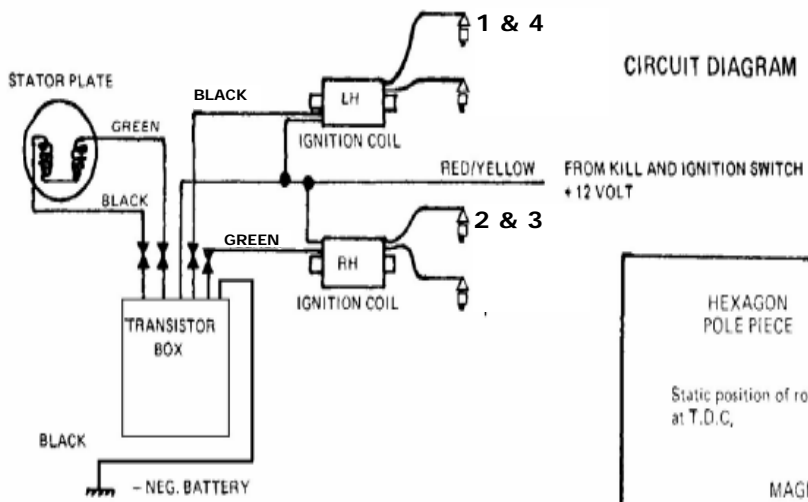 1 & 4
CIRCUIT DIAGRAM
STATOR PLATE
BLACK
LH
GREEN
IGNITION COIL
RED/YELLOW
FROM KILL AND IGNITION SWITCH
+ 12 VOLT
BLACK
2 & 3
GREEN
RH
HEXAGON
POLE PIECE
IGNITION COIL
TRANSISTOR
BOX
Static position of ro
at T.D.C,
BLACK
- NEG. BATTERY
MAG